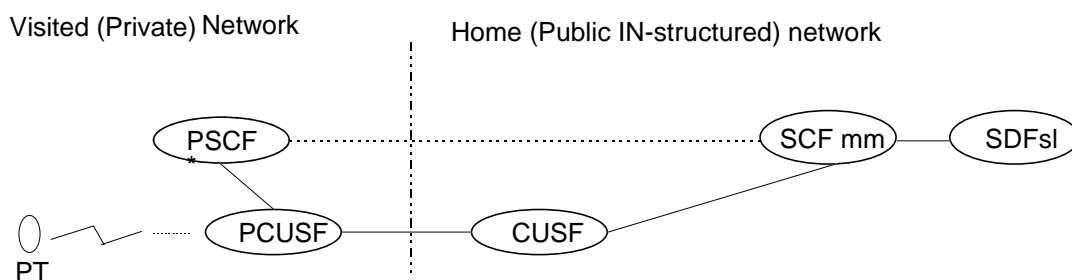 Visited (Private) Network
Home (Public IN-structured) network
PSCF
*
SCF mm
SDFsl
PCUSF
CUSF
PT